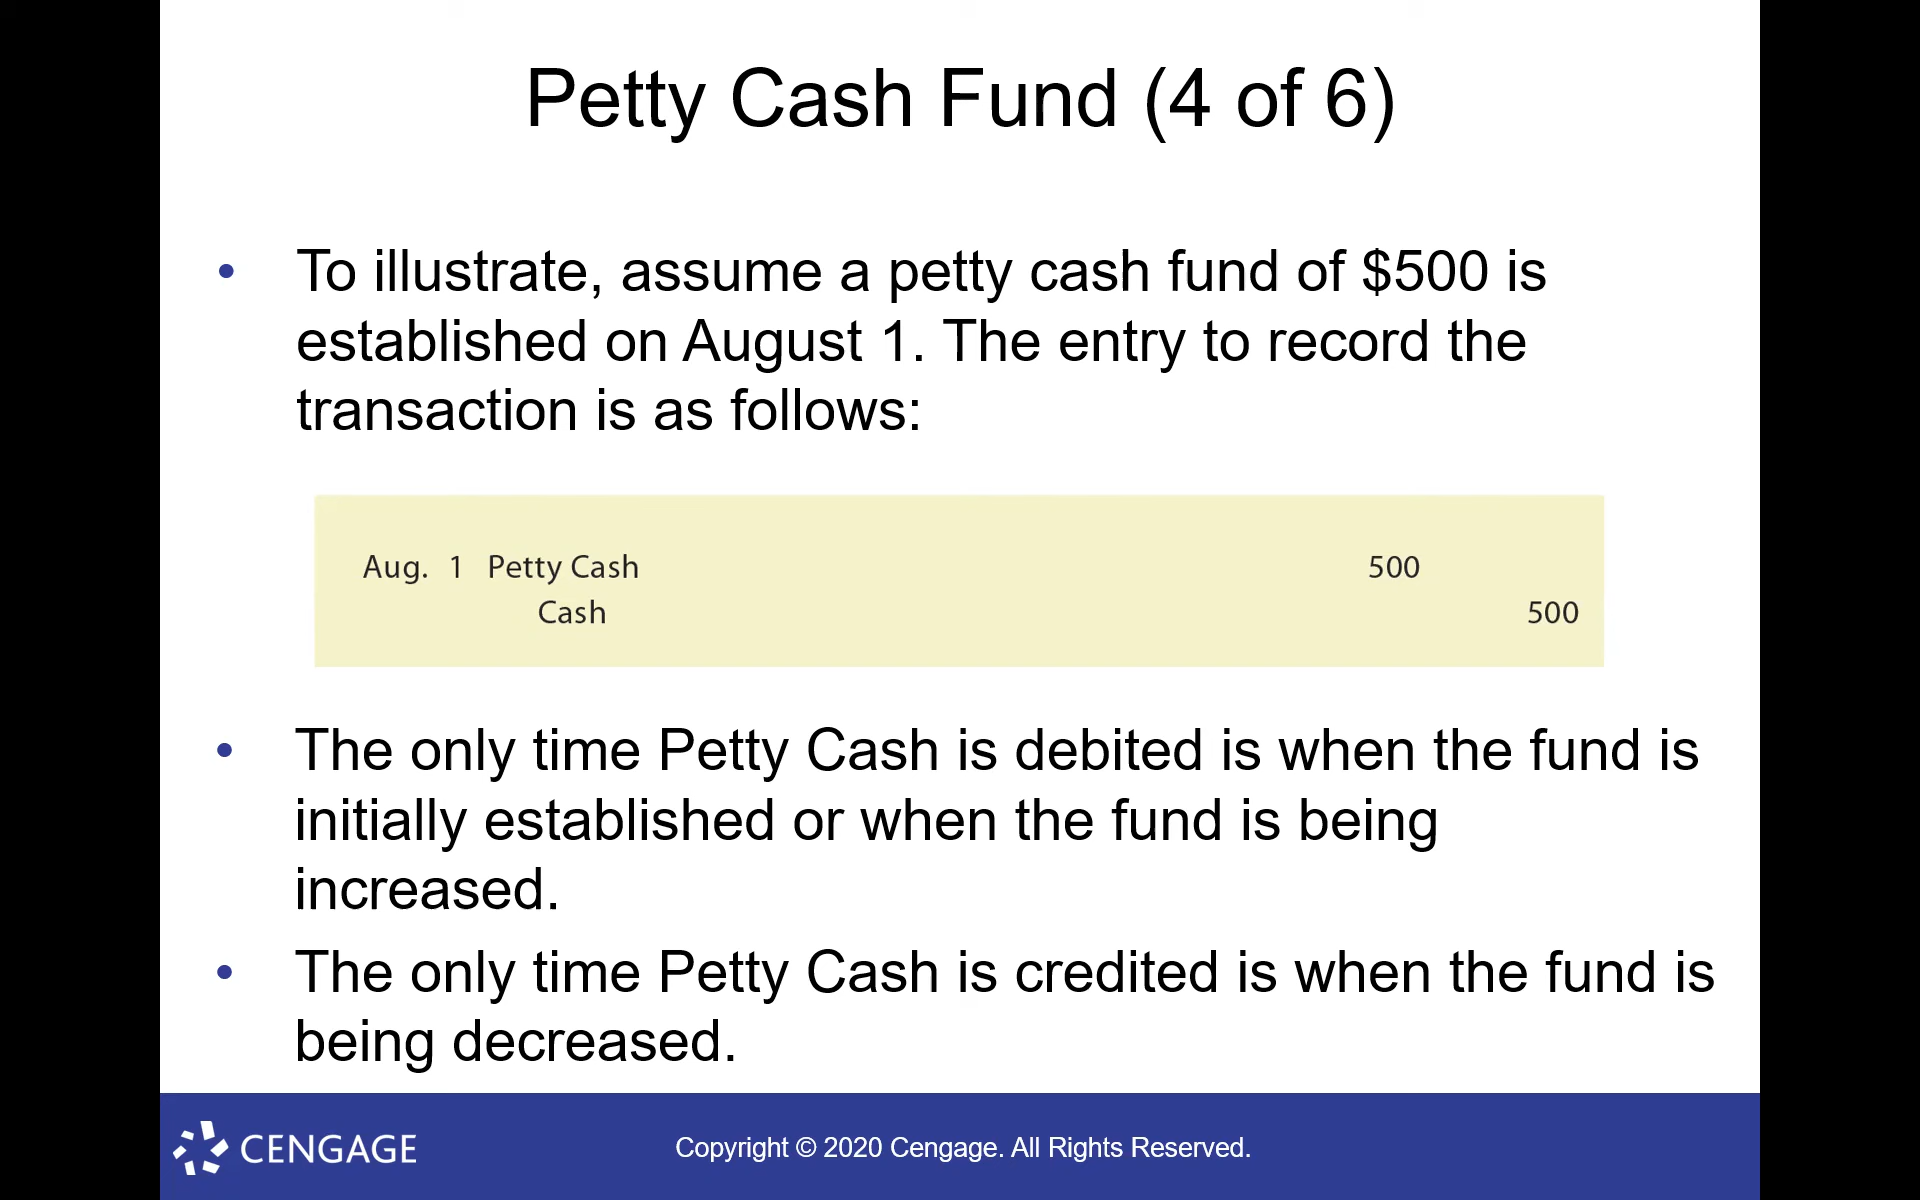 Petty Cash Fund (4 of 6)
• To illustrate, assume a petty cash fund of $500 is
established on August 1. The entry to record the
transaction is as follows:
Aug. 1 Petty Cash 500
Cash 500
• The only time Petty Cash is debited is when the fund is
initially established or when the fund is being
increased.
• The only time Petty Cash is credited is when the fund is
being decreased.
CENGAGE
Copyright © 2020 Cengage. All Rights Reserved.